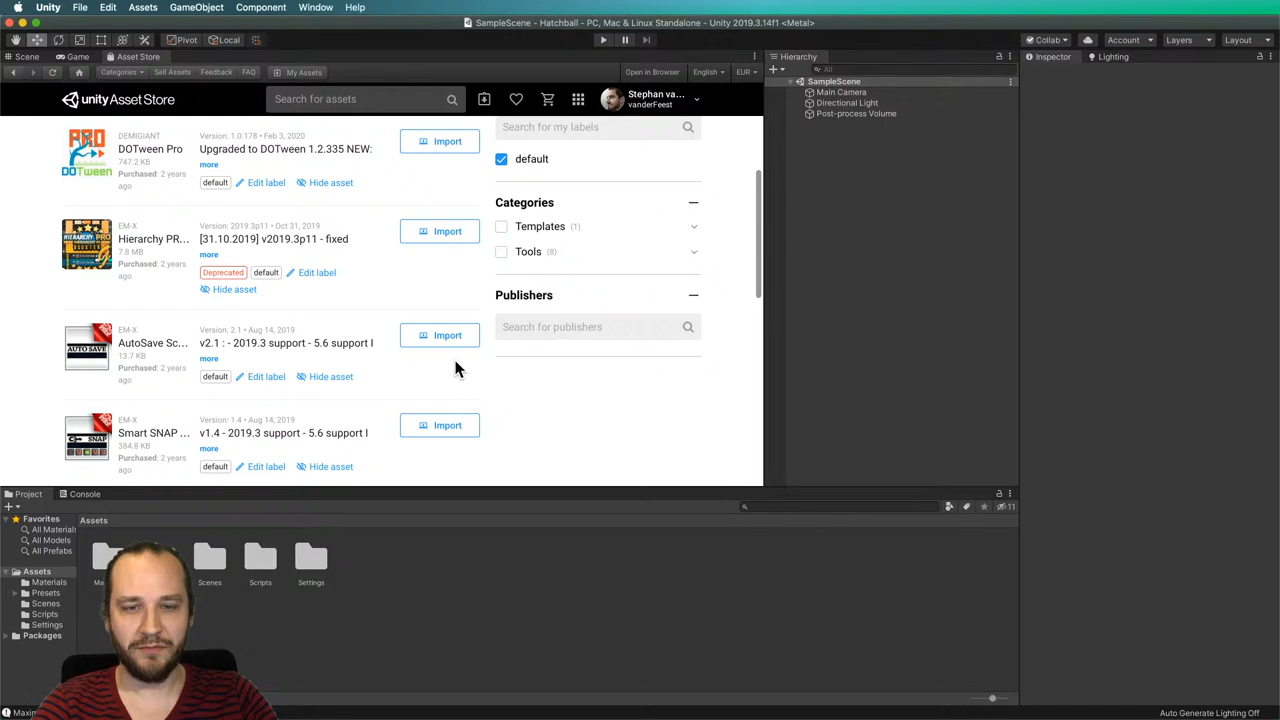 Unity File Edit Assets GameObject Component Window Help
SampleScene - Hatchball - PC, Mac & Linux Standalone - Unity 2019.3.14f1 <Metal>
Pivot Local Collab Account Layers Layout
Scene Game Asset Store Hierarchy Inspector Lighting
Categories Sell Assets Feedback FAQ My Assets Open in Browser English EUR
All
SampleScene
Main Camera
Directional Light
Post-process Volume
unity Asset Store Search for assets Stephan va...
vanderFeest
DEMIGIANT
DOTween Pro
747.2 KB
Purchased: 2 years
ago
Version: 1.0.178 • Feb 3, 2020
Upgraded to DOTween 1.2.335 NEW:
more
default Edit label Hide asset
Import
PRO
DOTween
EM-X
Hierarchy PR...
7.8 MB
Purchased: 2 years
ago
Version: 2019.3p11 • Oct 31, 2019
[31.10.2019] v2019.3p11 - fixed
more
Deprecated default Edit label
Hide asset
Import
EM-X
AutoSave Sc...
13.7 KB
Purchased: 2 years
ago
Version: 2.1 • Aug 14, 2019
v2.1 : - 2019.3 support - 5.6 support I
more
default Edit label Hide asset
Import
AUTO SAVE
EM-X
Smart SNAP ...
384.8 KB
Purchased: 2 years
ago
Version: 1.4 • Aug 14, 2019
v1.4 - 2019.3 support - 5.6 support I
more
default Edit label Hide asset
Import
SNAP
Search for my labels
default
Categories
Templates (1)
Tools (8)
Publishers
Search for publishers
Project Console
11
Favorites
All Materials
All Models
All Prefabs
Assets
Materials
Presets
Scenes
Scripts
Settings
Packages
Assets
Scenes Scripts Settings
Auto Generate Lighting Off